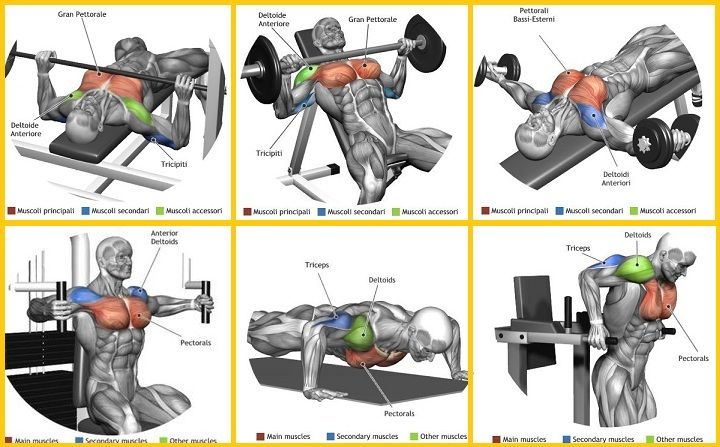 Gran Pettorale
Deltoide
Anteriore
Tricipiti
Muscoli principali Muscoli secondari Muscoli accessori
Deltoide
Anteriore
Gran Pettorale
Tricipiti
Muscoli principali Muscoli secondari Muscoli accessori
Pettorali
Bassi-Esterni
Deltoidi
Anteriori
Muscoli principali Muscoli secondari Muscoli accessori
Anterior
Deltoids
Pectorals
Main muscles Secondary muscles Other muscles
Triceps
Deltoids
Pectorals
Main muscles Secondary muscles Other muscles
Deltoids
Triceps
Pectorals
Main muscles Secondary muscles Other muscles